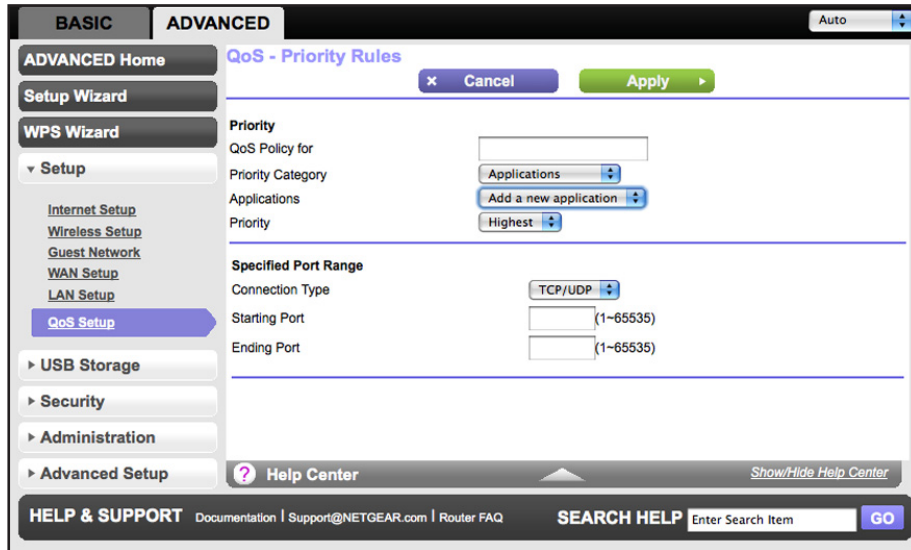 BASIC
ADVANCED
Auto
ADVANCED Home
Setup Wizard
WPS Wizard
Setup
Internet Setup
Wireless Setup
Guest Network
WAN Setup
LAN Setup
QoS Setup
USB Storage
Security
Administration
Advanced Setup
QoS - Priority Rules
× Cancel
Apply
Priority
QoS Policy for
Priority Category Applications
Applications Add a new application
Priority Highest
Specified Port Range
Connection Type TCP/UDP
Starting Port (1~65535)
Ending Port (1~65535)
? Help Center
Show/Hide Help Center
HELP & SUPPORT Documentation | Support@NETGEAR.com | Router FAQ
SEARCH HELP Enter Search Item GO